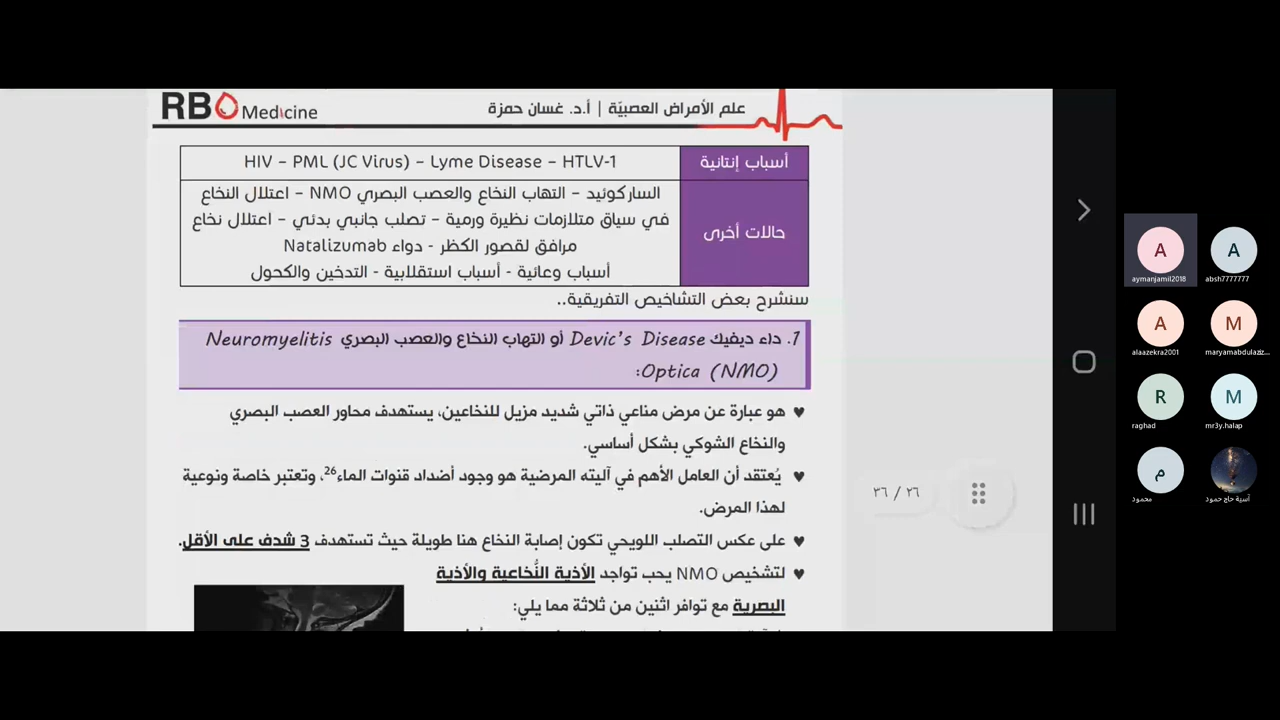 RBO Medicine
علم الأمراض العصبيّة | أ.د. غسان حمزة
أسباب إنتانية
HIV – PML (JC Virus) – Lyme Disease – HTLV-1
حالات أخرى
الساركوئيد – التهاب النخاع والعصب البصري NMO – اعتلال النخاع
في سياق متلازمات نظيرة ورمية – تصلب جانبي بدئي – اعتلال نخاع
مرافق لقصور الكظر - دواء Natalizumab
أسباب وعائية - أسباب استقلابية - التدخين والكحول
سنشرح بعض التشاخيص التفريقية..
1. داء ديفيك Devic's Disease أو التهاب النخاع والعصب البصري Neuromyelitis
Optica (NMO):
♥ هو عبارة عن مرض مناعي ذاتي شديد مزيل للنخاعين، يستهدف محاور العصب البصري
والنخاع الشوكي بشكل أساسي.
♥ يُعتقد أن العامل الأهم في آليته المرضية هو وجود أضداد قنوات الماء26، وتعتبر خاصة ونوعية
لهذا المرض.
♥ على عكس التصلب اللويحي تكون إصابة النخاع هنا طويلة حيث تستهدف 3 شدف على الأقل.
♥ لتشخيص NMO يحب تواجد الأذية النُّخاعية والأذية
البصرية مع توافر اثنين من ثلاثة مما يلي:
٢٦ / ٣٦
A
aymanjamil2018
A
absh7777777
A
alaazekra2001
M
maryamabdulaziz...
R
raghad
M
mr3y.halap
م
محمود
آسية حاج حمود